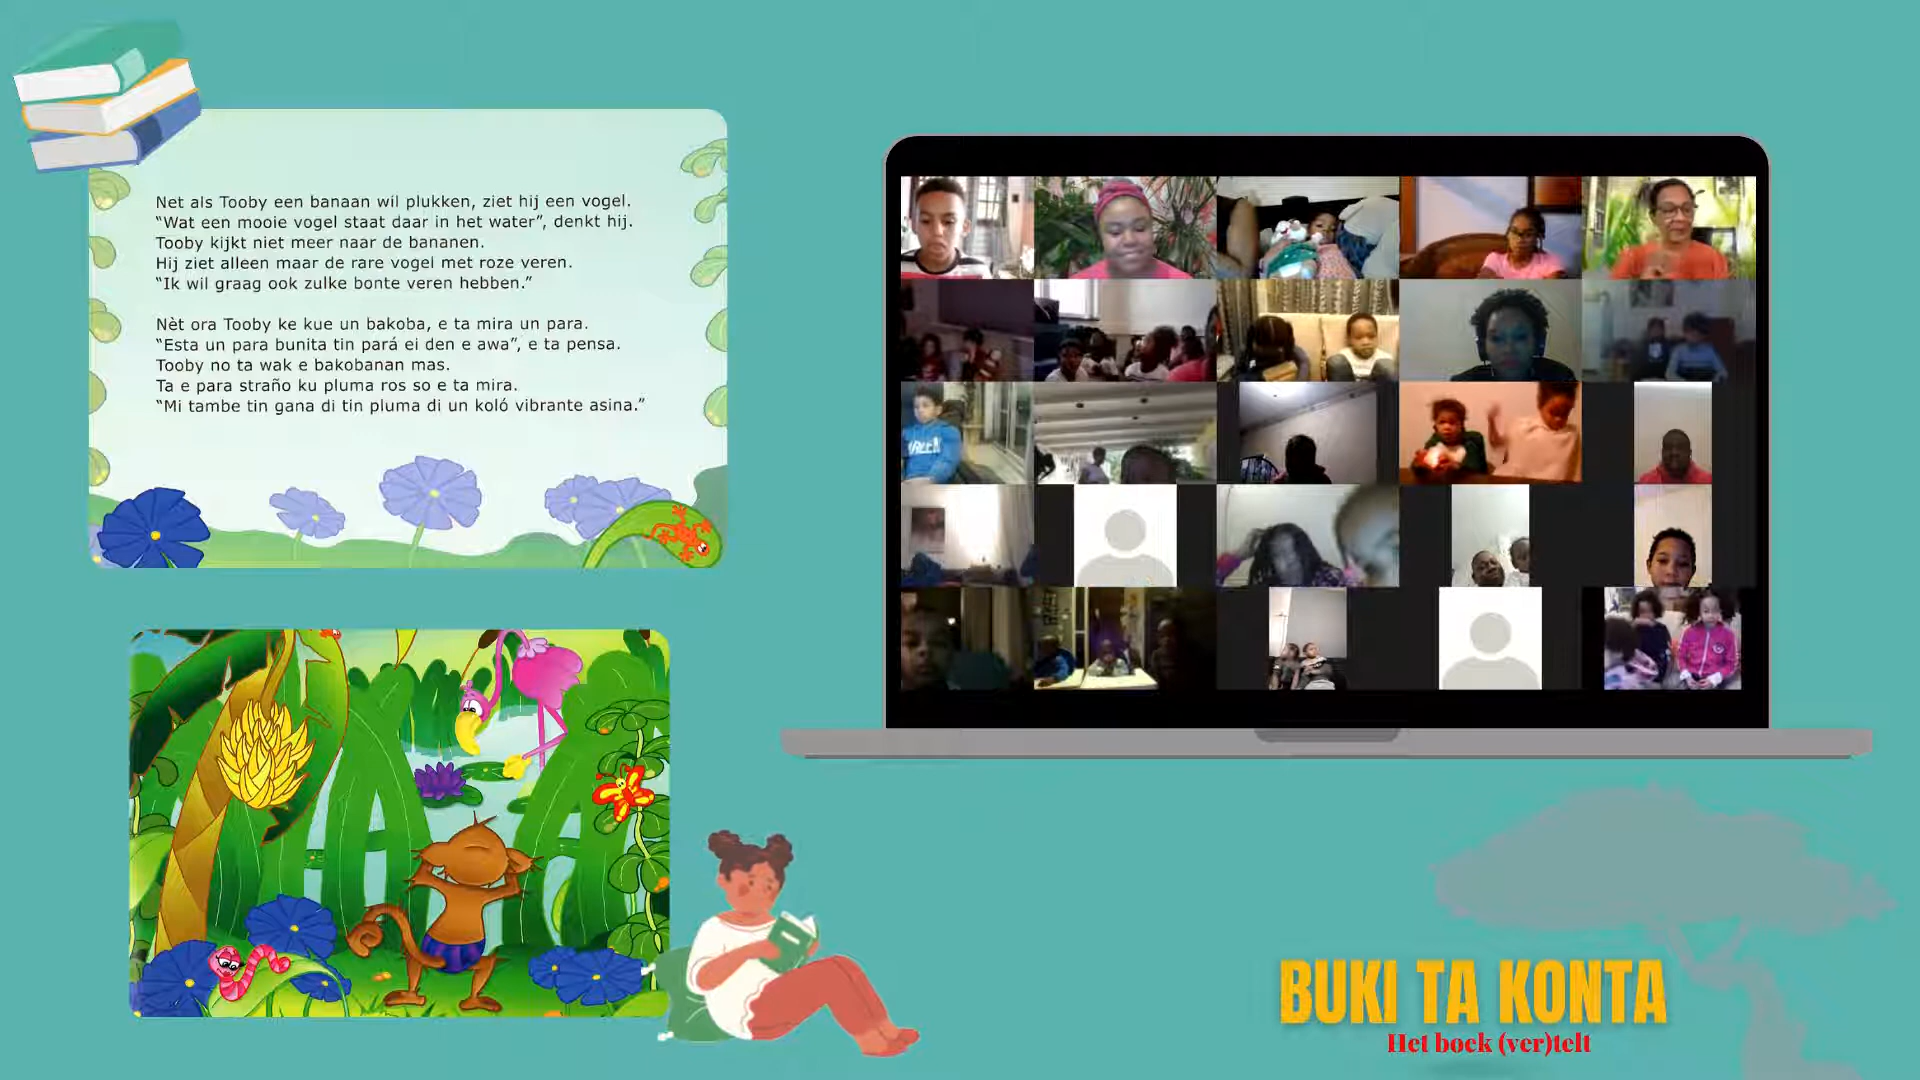 Net als Tooby een banaan wil plukken, ziet hij een vogel.
“Wat een mooie vogel staat daar in het water”, denkt hij.
Tooby kijkt niet meer naar de bananen.
Hij ziet alleen maar de rare vogel met roze veren.
“Ik wil graag ook zulke bonte veren hebben.”
Nèt ora Tooby ke kue un bakoba, e ta mira un para.
“Esta un para bunita tin pará ei den e awa”, e ta pensa.
Tooby no ta wak e bakobanan mas.
Ta e para straño ku pluma ros so e ta mira.
“Mi tambe tin gana di tin pluma di un koló vibrante asina.”
BUKI TA KONTA
Het boek (ver)telt